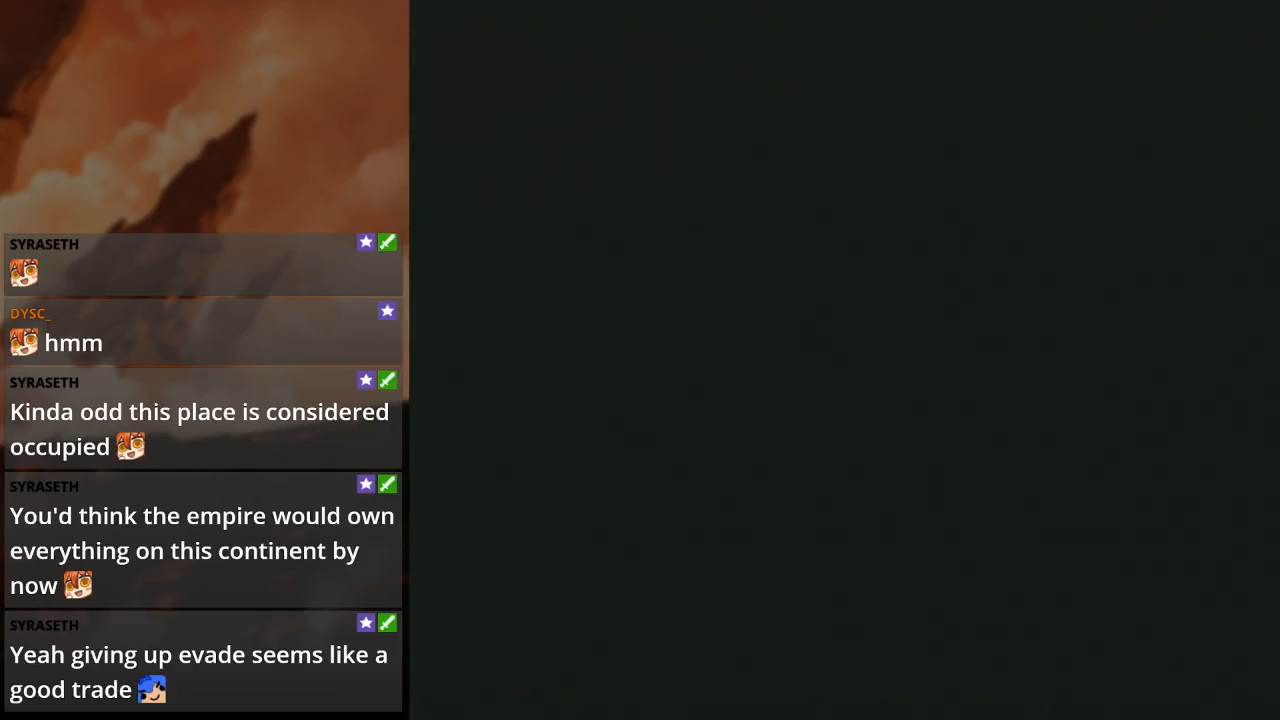 SYRASETH
DYSC_
hmm
SYRASETH
Kinda odd this place is considered
occupied
SYRASETH
You'd think the empire would own
everything on this continent by
now
SYRASETH
Yeah giving up evade seems like a
good trade